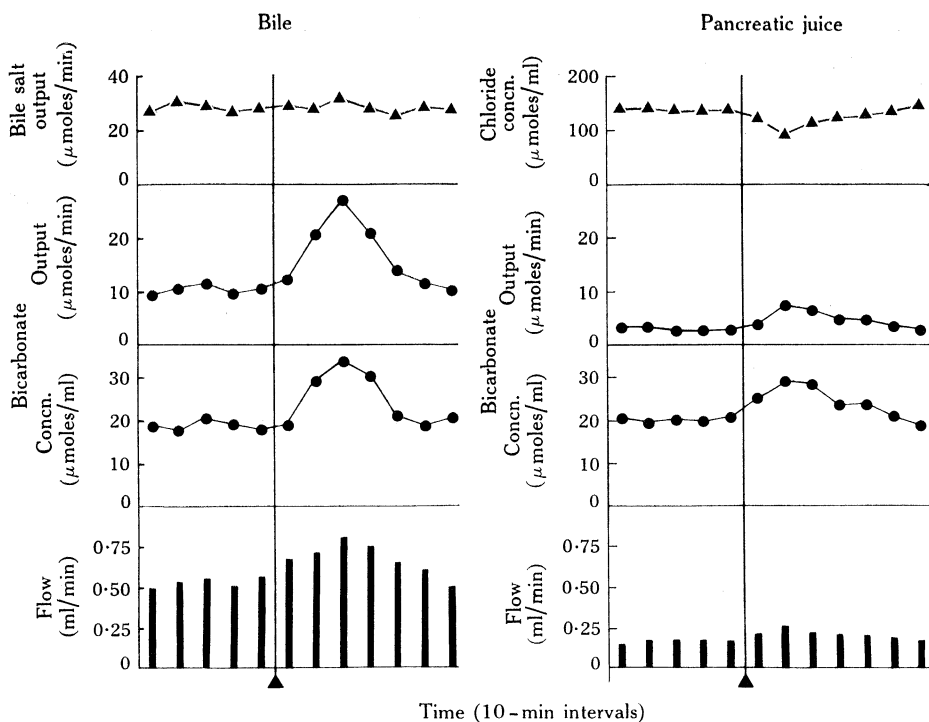 Bile
Bile salt
output
(μmoles/min)
40
20
0
Bicarbonate
Output
(μmoles/min)
20
10
0
Concn.
(μmoles/ml)
30
20
10
0
Flow
(ml/min)
0·75
0·50
0·25
0
Pancreatic juice
Chloride
concn.
(μmoles/ml)
200
100
0
Bicarbonate
Output
(μmoles/min)
20
10
0
Concn.
(μmoles/ml)
30
20
10
0
Flow
(ml/min)
0·75
0·50
0·25
0
Time (10-min intervals)